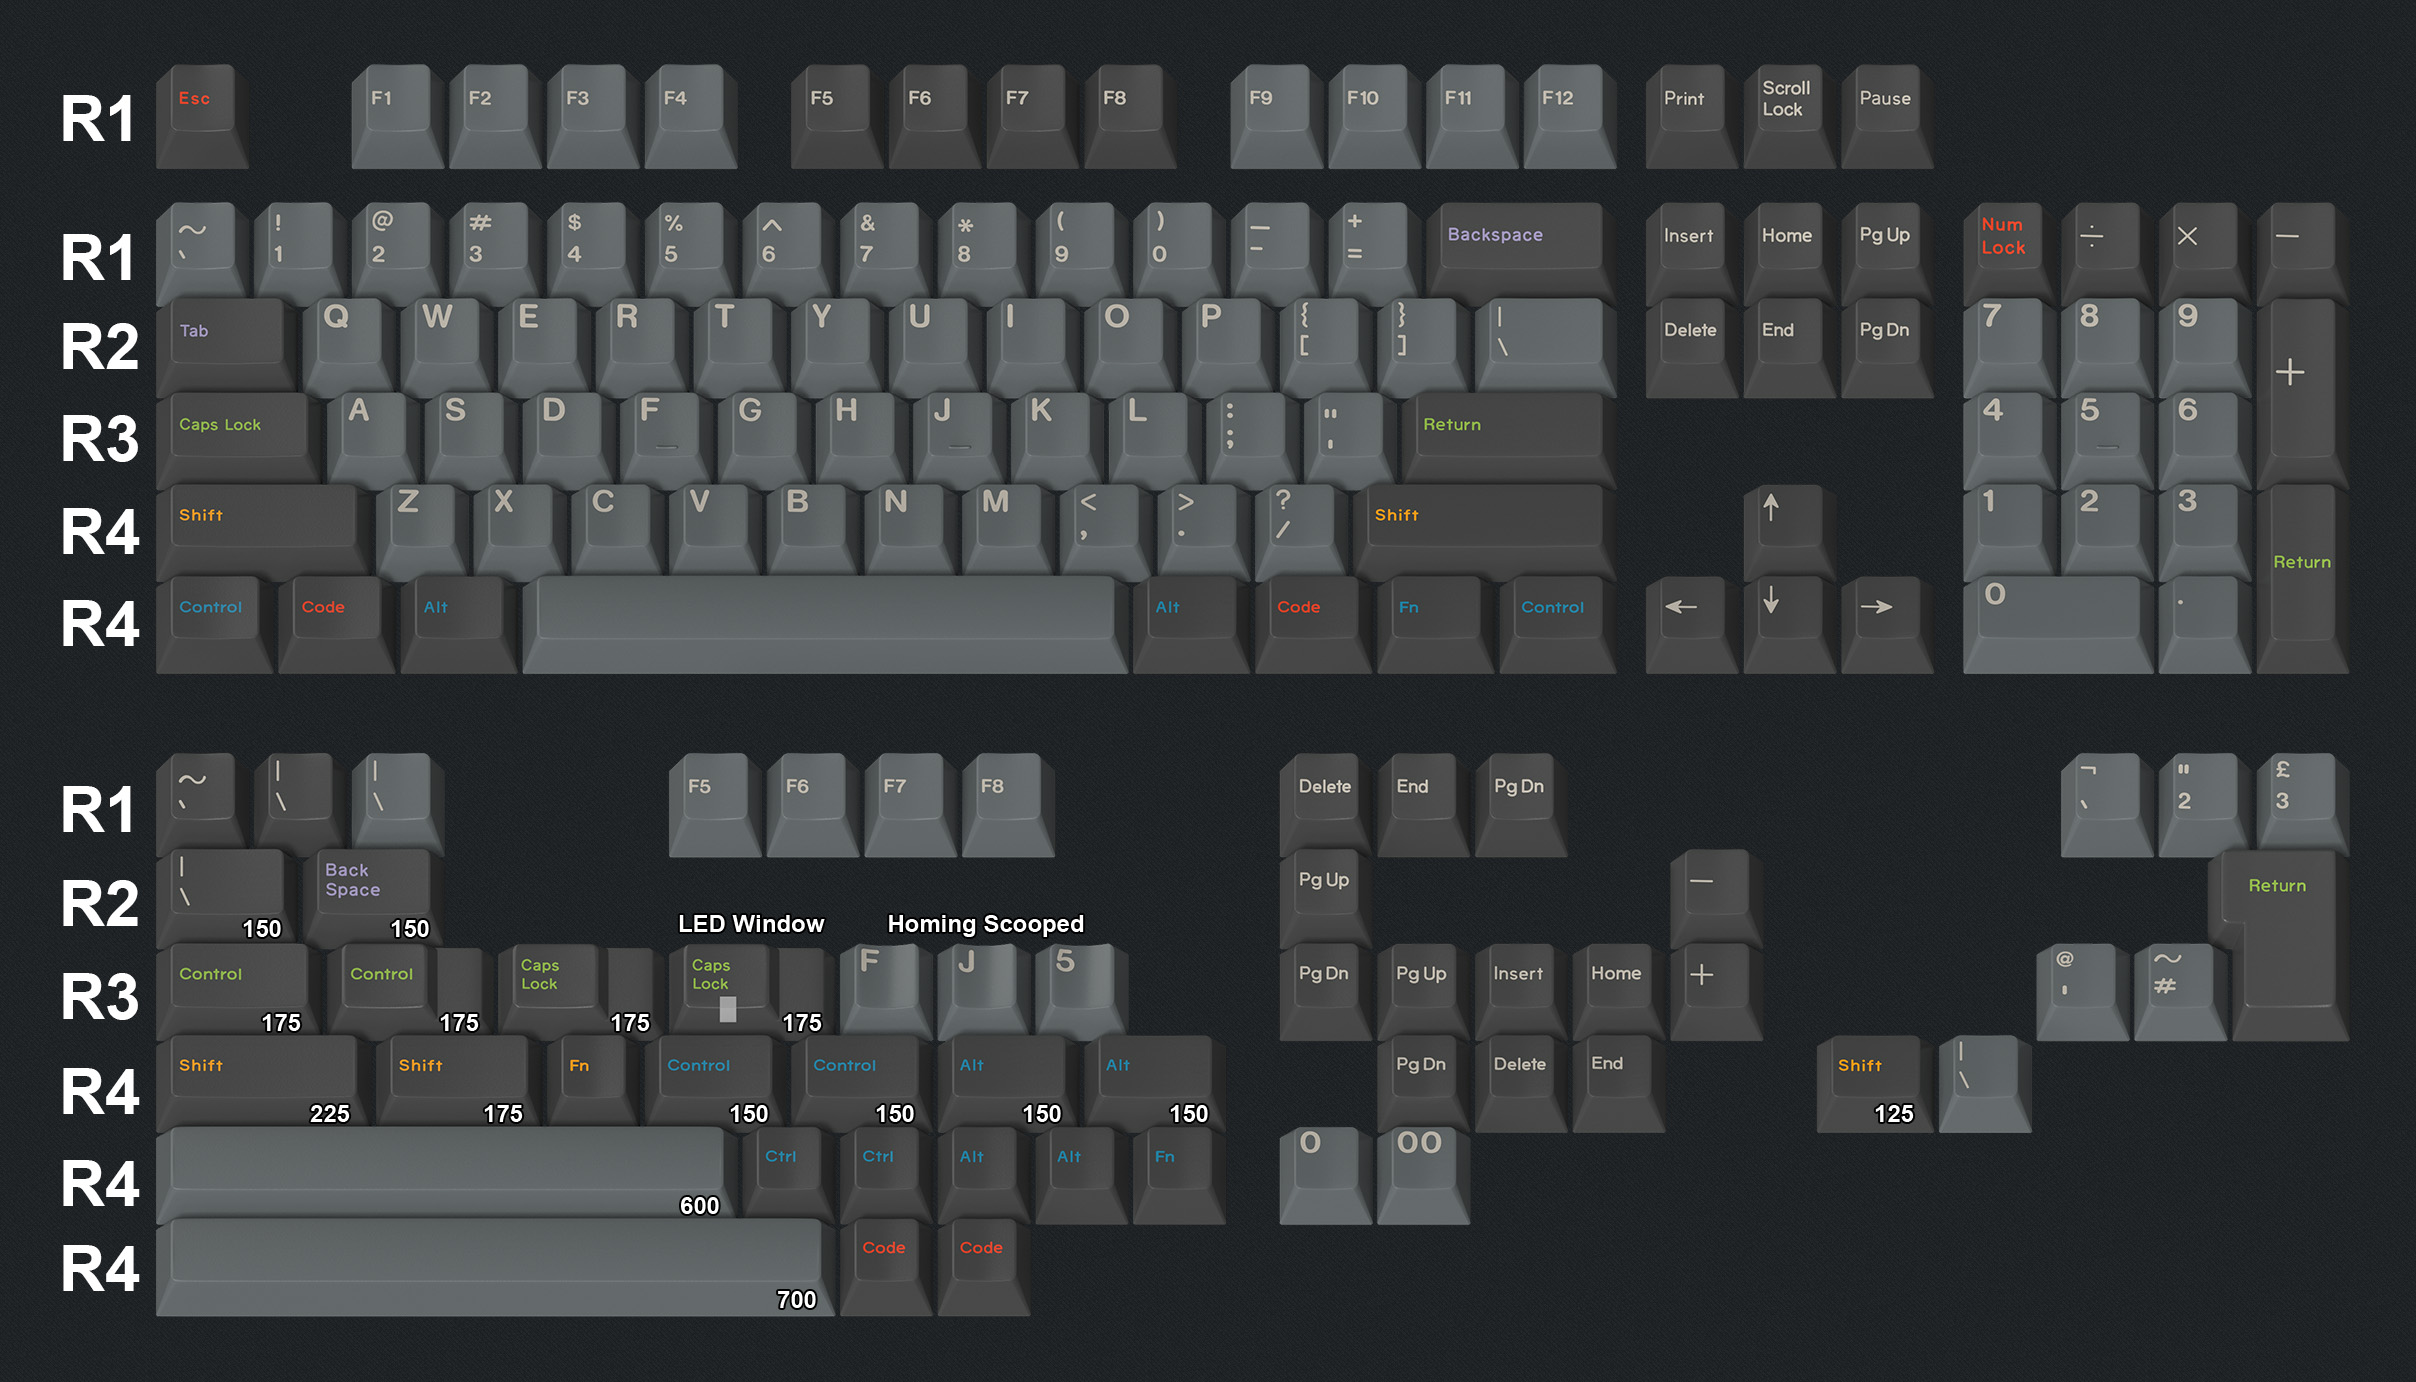 R1 Esc F1 F2 F3 F4 F5 F6 F7 F8 F9 F10 F11 F12 Print Scroll Lock Pause
~ ! @ # $ % ^ & * ( ) — +
R1 ` 1 2 3 4 5 6 7 8 9 0 - = Backspace Insert Home Pg Up Num Lock ÷ × —
R2 Tab Q W E R T Y U I O P { [ } ] | \ Delete End Pg Dn 7 8 9 +
R3 Caps Lock A S D F G H J K L : ; " ' Return 4 5 6
R4 Shift Z X C V B N M < , > . ? / Shift ↑ 1 2 3 Return
R4 Control Code Alt Alt Code Fn Control ← ↓ → 0 .
R1 ~ ` | \ | \ F5 F6 F7 F8 Delete End Pg Dn ¬ ` " 2 £ 3
R2 | \ 150 Back Space 150 Pg Up — Return
LED Window Homing Scooped
R3 Control 175 Control 175 Caps Lock 175 Caps Lock 175 F J 5 Pg Dn Pg Up Insert Home + @ ' ~ #
R4 Shift 225 Shift 175 Fn Control 150 Control 150 Alt 150 Alt 150 Pg Dn Delete End Shift 125 | \
R4 600 Ctrl Ctrl Alt Alt Fn 0 00
R4 700 Code Code